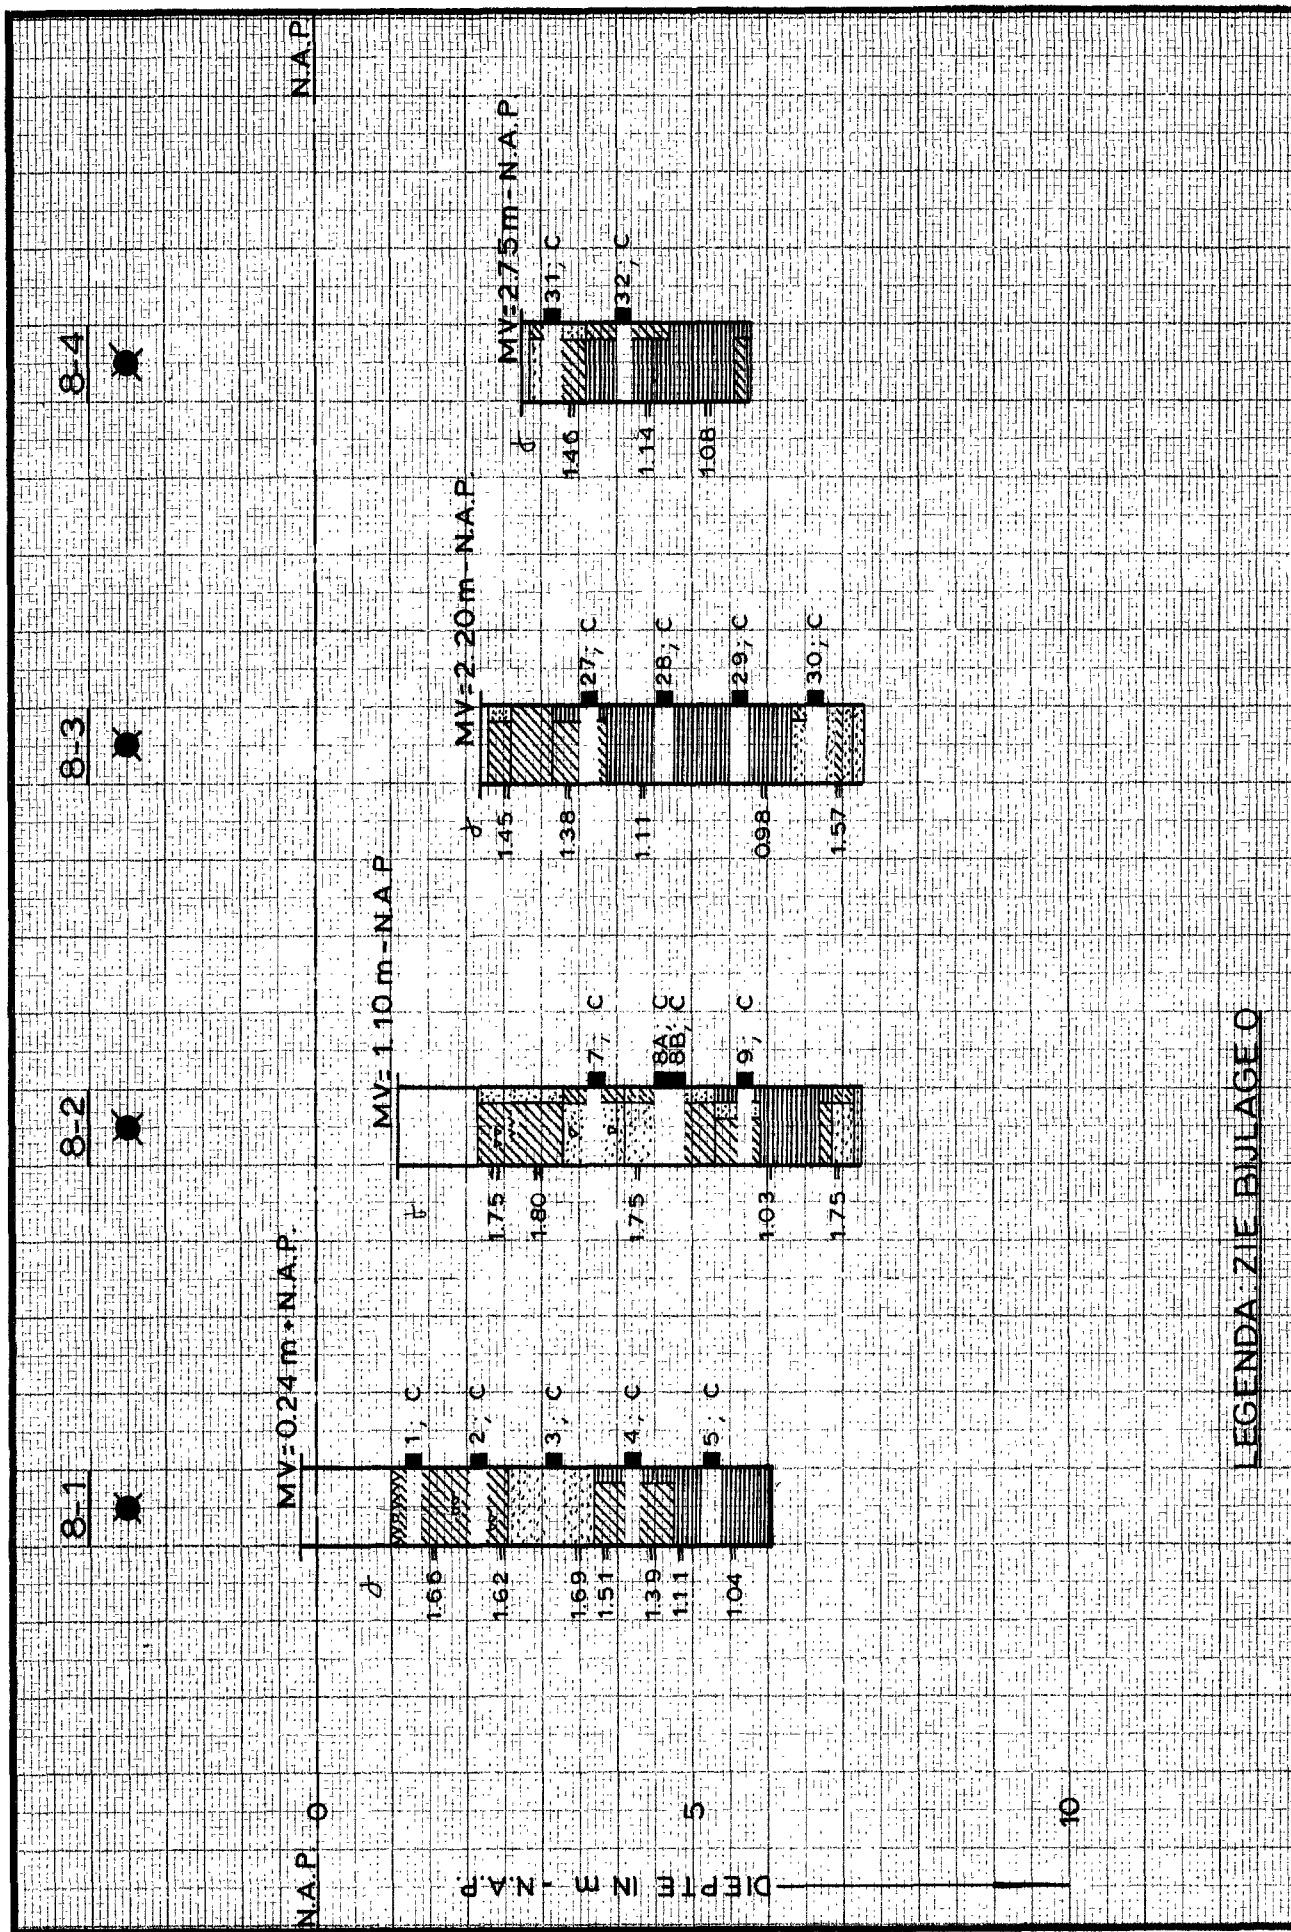 8-1
8-2
8-3
8-4
N.A.P.
0
N.A.P.
MV=0.24 m + N.A.P.
MV=1.10 m - N.A.P
MV=2.20 m - N.A.P.
MV=2.75 m - N.A.P.
γ
1.66
1.62
1.69
1.51
1.39
1.11
1.04
1; C
2; C
3; C
4; C
5; C
γ
1.75
1.80
1.75
1.03
1.75
7; C
8A; C
8B; C
9; C
γ
1.45
1.38
1.11
0.98
1.57
27; C
28; C
29; C
30; C
γ
1.46
1.14
1.08
31; C
32; C
DIEPTE IN m - N.A.P.
5
10
LEGENDA: ZIE BIJLAGE 0